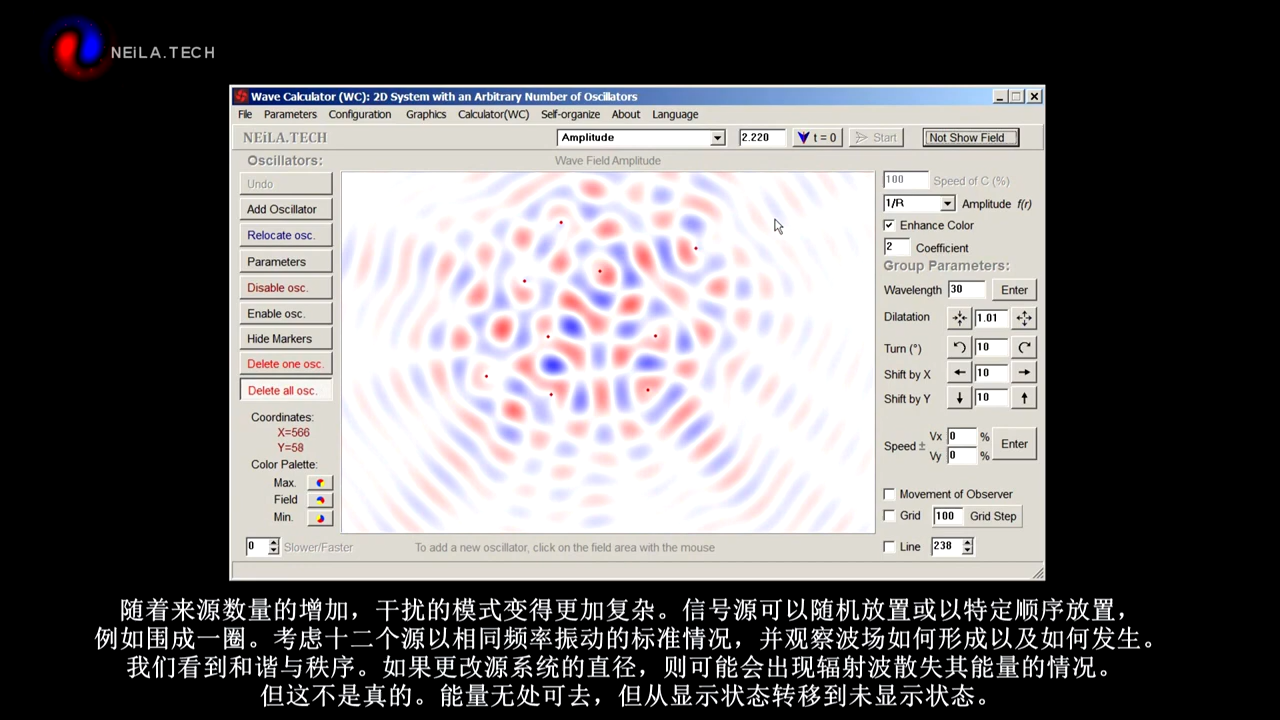 NEiLA.TECH
Wave Calculator (WC): 2D System with an Arbitrary Number of Oscillators
File Parameters Configuration Graphics Calculator(WC) Self-organize About Language
NEiLA.TECH Amplitude 2.220 t = 0 Start Not Show Field
Oscillators: Wave Field Amplitude
100 Speed of C (%)
Undo
1/R Amplitude f(r)
Add Oscillator
Enhance Color
Relocate osc.
2 Coefficient
Parameters
Group Parameters:
Disable osc.
Wavelength 30 Enter
Enable osc.
Dilatation 1.01
Hide Markers
Turn (°) 10
Delete one osc.
Shift by X 10
Delete all osc.
Shift by Y 10
Coordinates:
X=566
Y=58
Speed ± Vx 0 % Enter
Vy 0 %
Color Palette:
Max.
Field
Min.
Movement of Observer
Grid 100 Grid Step
0 Slower/Faster To add a new oscillator, click on the field area with the mouse
Line 238
随着来源数量的增加，干扰的模式变得更加复杂。信号源可以随机放置或以特定顺序放置，
例如围成一圈。考虑十二个源以相同频率振动的标准情况，并观察波场如何形成以及如何发生。
我们看到和谐与秩序。如果更改源系统的直径，则可能会出现辐射波散失其能量的情况。
但这不是真的。能量无处可去，但从显示状态转移到未显示状态。